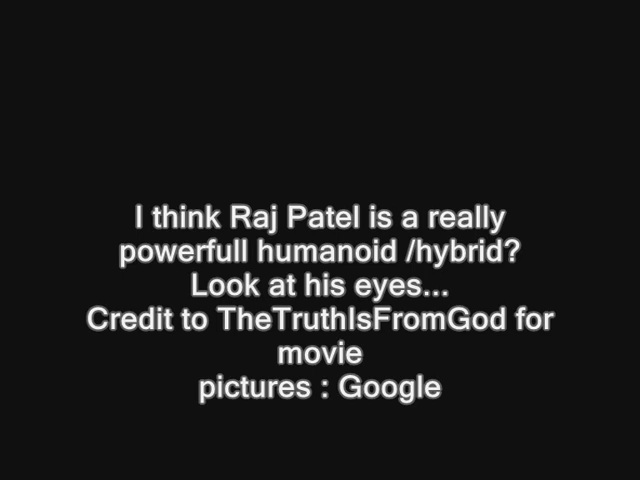 I think Raj Patel is a really
powerfull humanoid /hybrid?
Look at his eyes...
Credit to TheTruthIsFromGod for
movie
pictures : Google